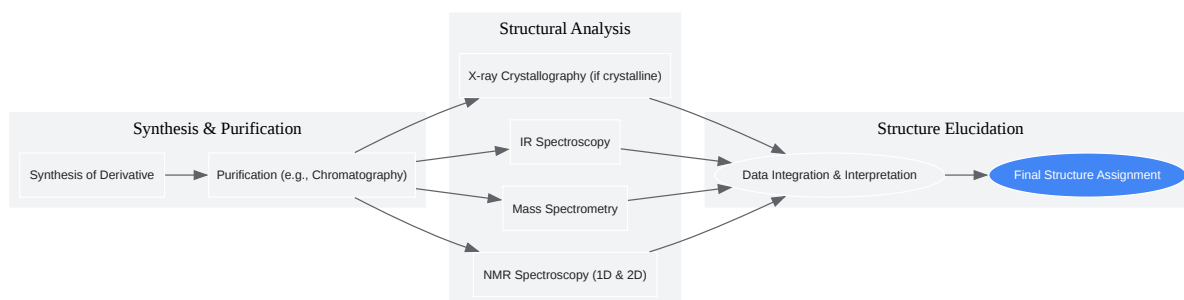 Synthesis & Purification
Synthesis of Derivative
Purification (e.g., Chromatography)
Structural Analysis
X-ray Crystallography (if crystalline)
IR Spectroscopy
Mass Spectrometry
NMR Spectroscopy (1D & 2D)
Structure Elucidation
Data Integration & Interpretation
Final Structure Assignment